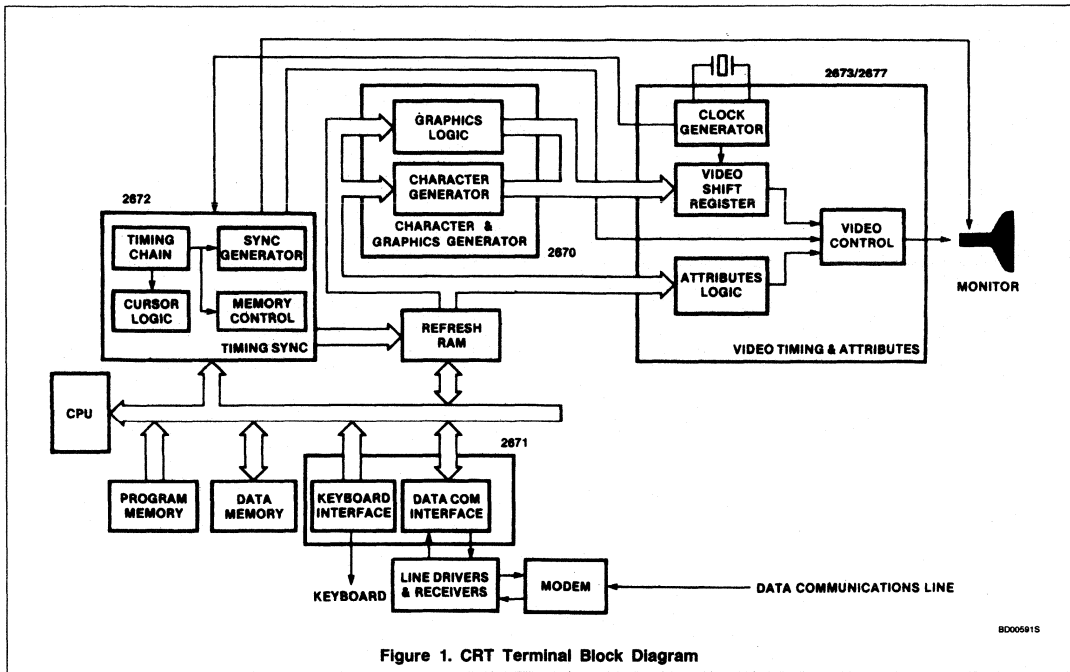 2673/2677
CLOCK
GENERATOR
GRAPHICS
LOGIC
CHARACTER
GENERATOR
VIDEO
SHIFT
REGISTER
2672
TIMING
CHAIN
SYNC
GENERATOR
CHARACTER &
GRAPHICS GENERATOR
2670
VIDEO
CONTROL
ATTRIBUTES
LOGIC
MONITOR
CURSOR
LOGIC
MEMORY
CONTROL
TIMING SYNC
REFRESH
RAM
VIDEO TIMING & ATTRIBUTES
CPU
2671
PROGRAM
MEMORY
DATA
MEMORY
KEYBOARD
INTERFACE
DATA COM
INTERFACE
KEYBOARD
LINE DRIVERS
& RECEIVERS
MODEM
DATA COMMUNICATIONS LINE
BD00591S
Figure 1. CRT Terminal Block Diagram